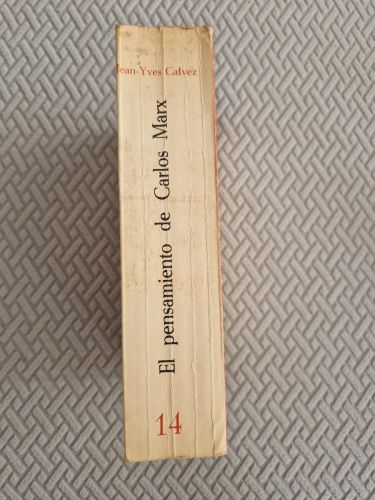 Jean-Yves Calvez
El pensamiento de Carlos Marx
14